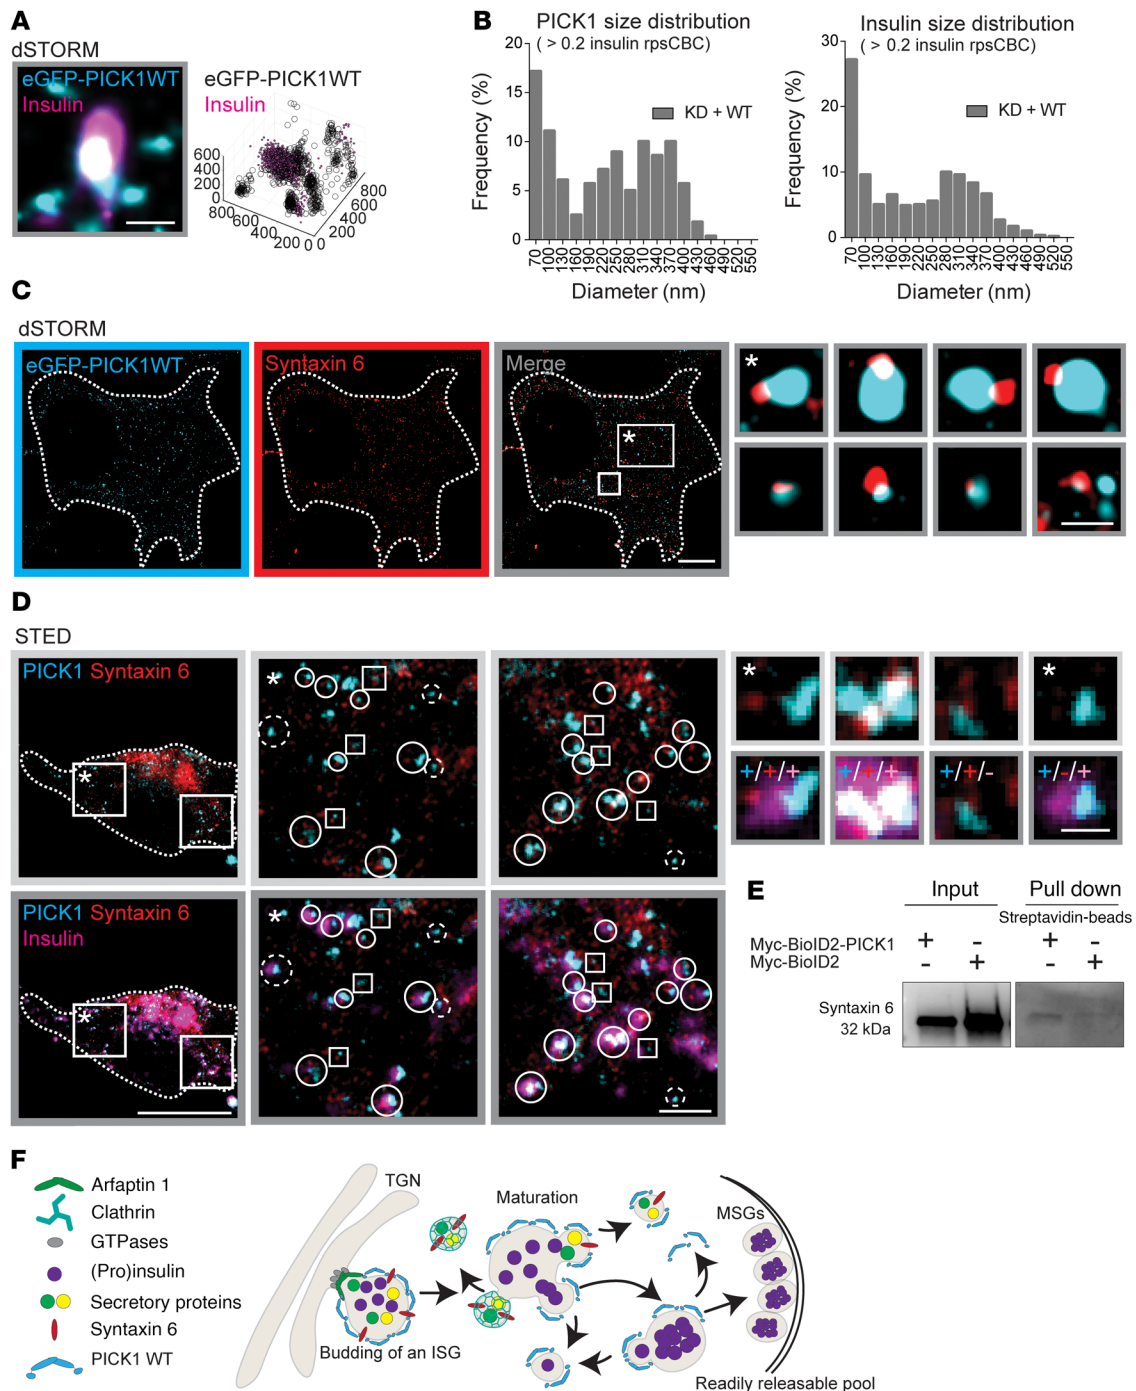 A
dSTORM
eGFP-PICK1WT
Insulin
eGFP-PICK1WT
Insulin
600
400
200
0
800
600
400
200
0
0
200
400
600
800
B
PICK1 size distribution
( > 0.2 insulin rpsCBC)
KD + WT
Frequency (%)
20
15
10
5
0
70 100 130 160 190 220 250 280 310 340 370 400 430 460 490 520 550
Diameter (nm)
Insulin size distribution
( > 0.2 insulin rpsCBC)
KD + WT
Frequency (%)
30
20
10
0
70 100 130 160 190 220 250 280 310 340 370 400 430 460 490 520 550
Diameter (nm)
C
dSTORM
eGFP-PICK1WT
Syntaxin 6
Merge
*
*
D
STED
PICK1 Syntaxin 6
*
*
*
*
+/+/+
+/+/+
+/+/-
+/-/+
PICK1 Syntaxin 6
Insulin
*
*
E
Input
Pull down
Streptavidin-beads
Myc-BioID2-PICK1 + - + -
Myc-BioID2 - + - +
Syntaxin 6
32 kDa
F
Arfaptin 1
Clathrin
GTPases
(Pro)insulin
Secretory proteins
Syntaxin 6
PICK1 WT
TGN
Maturation
MSGs
Budding of an ISG
Readily releasable pool